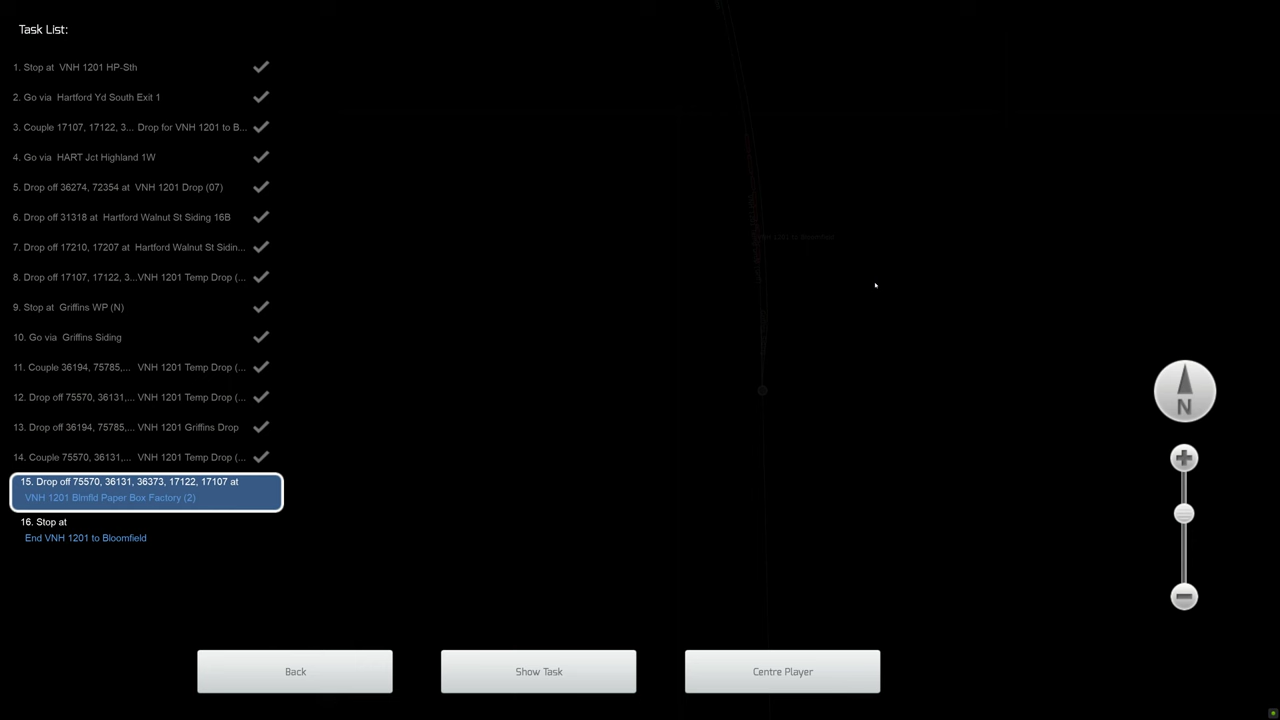 Task List:
1. Stop at VNH 1201 HP-Sth
2. Go via Hartford Yd South Exit 1
3. Couple 17107, 17122, 3... Drop for VNH 1201 to B...
4. Go via HART Jct Highland 1W
5. Drop off 36274, 72354 at VNH 1201 Drop (07)
6. Drop off 31318 at Hartford Walnut St Siding 16B
7. Drop off 17210, 17207 at Hartford Walnut St Sidin...
8. Drop off 17107, 17122, 3...VNH 1201 Temp Drop (...
9. Stop at Griffins WP (N)
10. Go via Griffins Siding
11. Couple 36194, 75785,... VNH 1201 Temp Drop (...
12. Drop off 75570, 36131,... VNH 1201 Temp Drop (...
13. Drop off 36194, 75785,... VNH 1201 Griffins Drop
14. Couple 75570, 36131,... VNH 1201 Temp Drop (...
15. Drop off 75570, 36131, 36373, 17122, 17107 at
VNH 1201 Blmfld Paper Box Factory (2)
16. Stop at
End VNH 1201 to Bloomfield
N
Back
Show Task
Centre Player